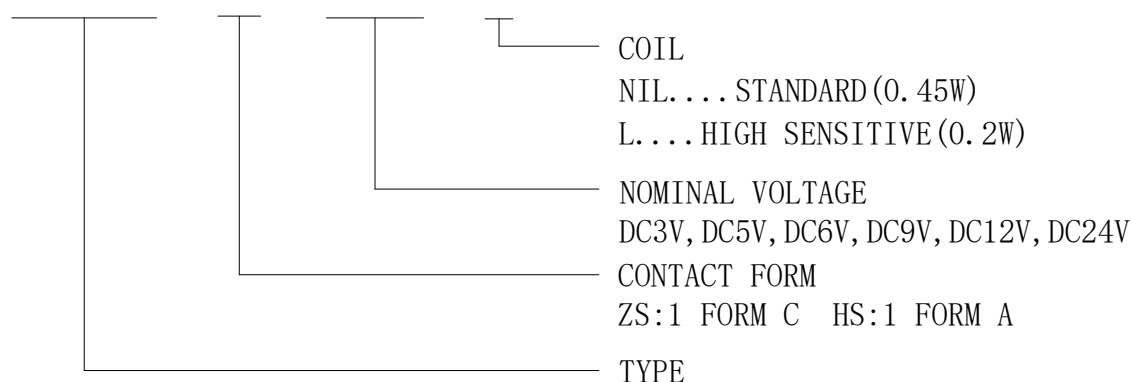 COIL
NIL....STANDARD(0.45W)
L....HIGH SENSITIVE(0.2W)
NOMINAL VOLTAGE
DC3V,DC5V,DC6V,DC9V,DC12V,DC24V
CONTACT FORM
ZS:1 FORM C  HS:1 FORM A
TYPE